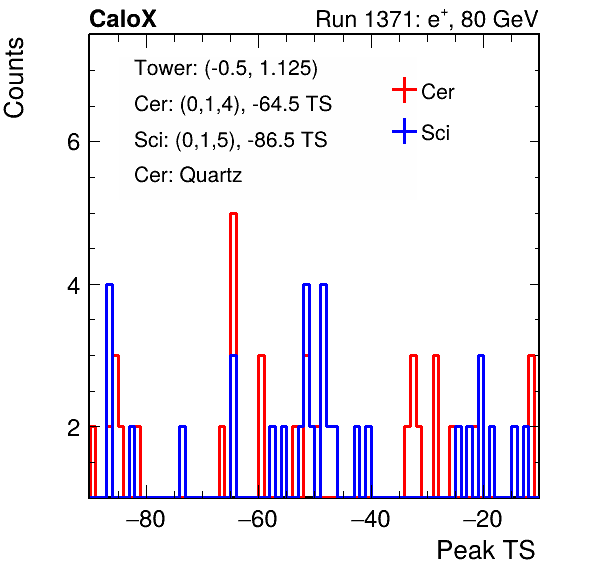 CaloX Run 1371: e⁺, 80 GeV
Counts
Tower: (-0.5, 1.125)
Cer: (0,1,4), -64.5 TS
Sci: (0,1,5), -86.5 TS
Cer: Quartz
Cer
Sci
6
4
2
−80 −60 −40 −20
Peak TS